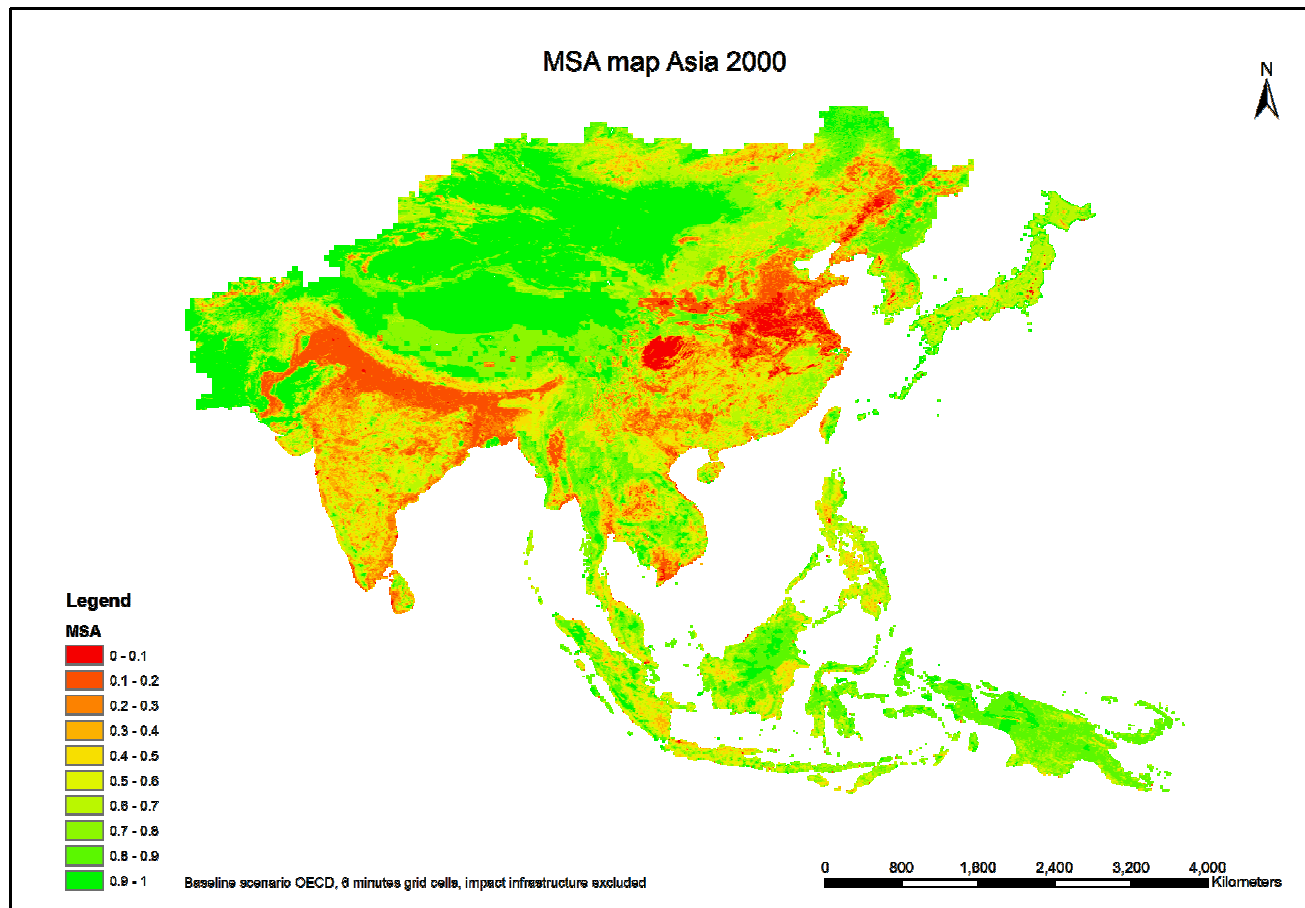 MSA map Asia 2000
N
Legend
MSA
0 - 0.1
0.1 - 0.2
0.2 - 0.3
0.3 - 0.4
0.4 - 0.5
0.5 - 0.6
0.6 - 0.7
0.7 - 0.8
0.8 - 0.9
0.9 - 1
Baseline scenario OECD, 6 minutes grid cells, impact infrastructure excluded
0 800 1,600 2,400 3,200 4,000
Kilometers